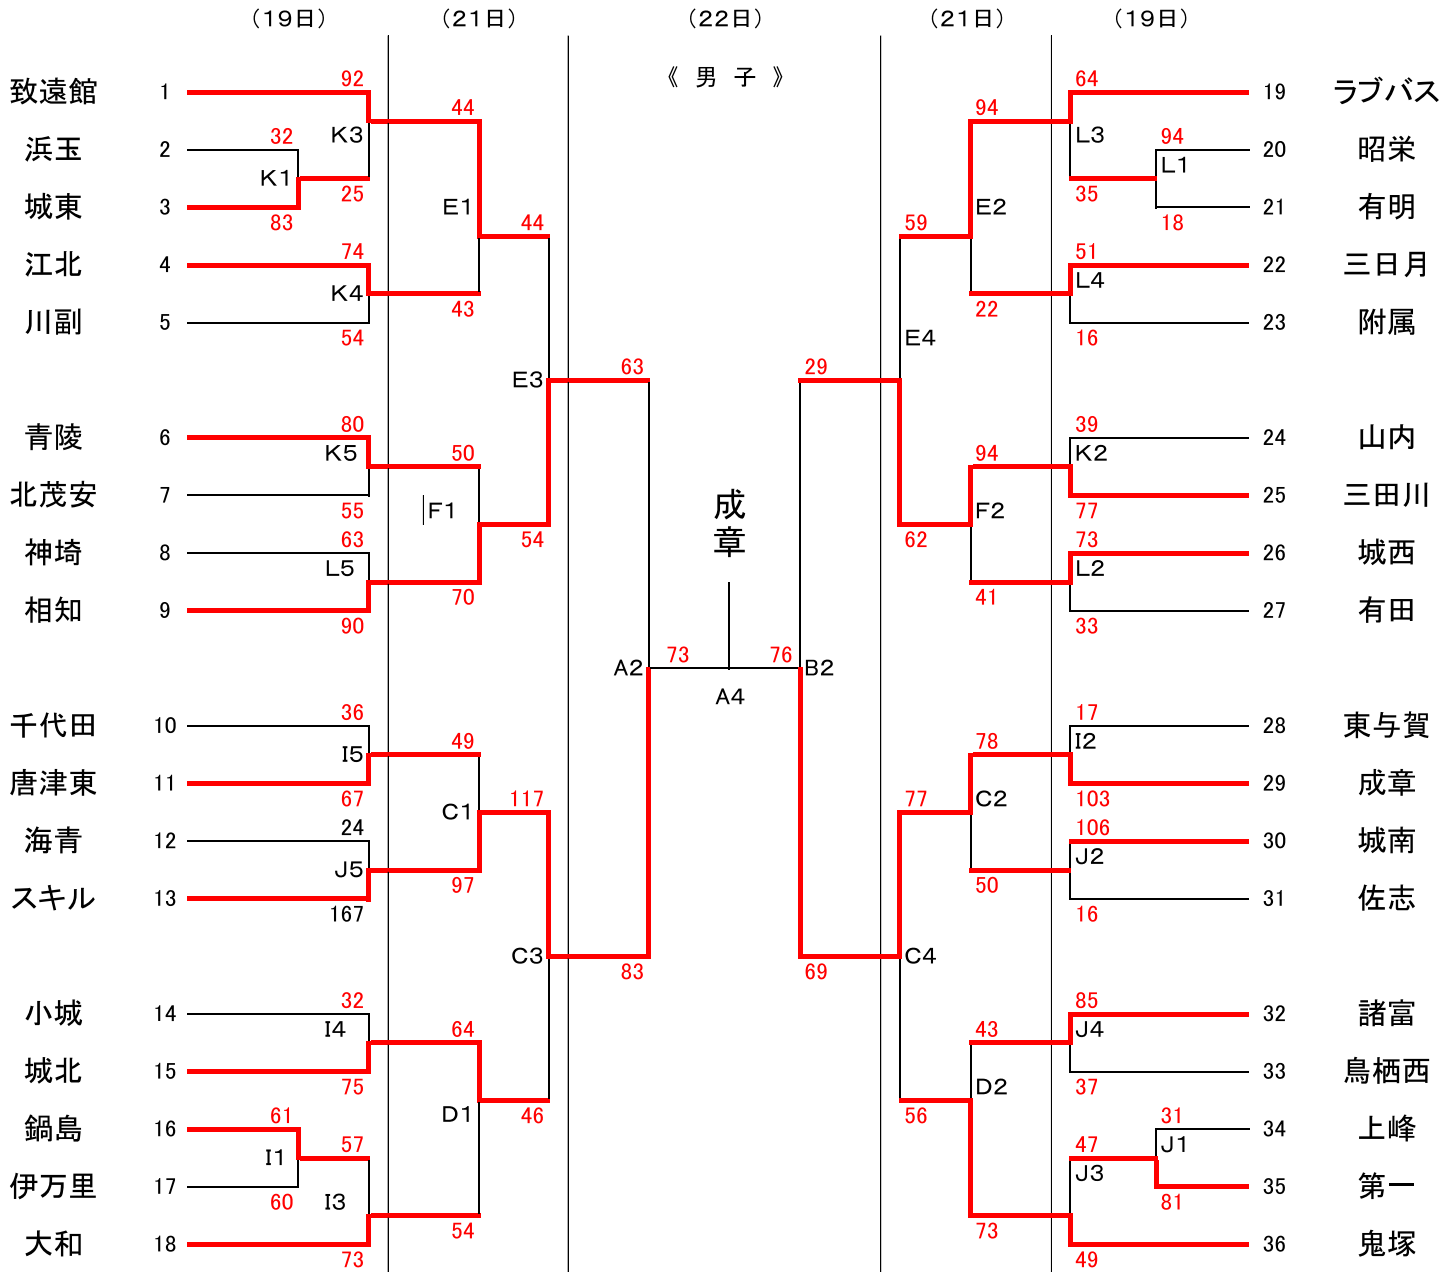 （19日） （21日） （22日） （21日） （19日）
《 男 子 》
致遠館 1 92 44 94 64 19 ラブバス
浜玉 2 32 K3 L3 94 20 昭栄
K1 L1
城東 3 83 25 E1 44 59 E2 35 18 21 有明
江北 4 74 51 22 三日月
K4 L4
川副 5 54 43 22 16 23 附属
E4
E3 63 29
青陵 6 80 50 94 39 24 山内
K5 K2
北茂安 7 55 F1 F2 77 25 三田川
成章
神埼 8 63 54 62 73 26 城西
L5 L2
相知 9 90 70 41 33 27 有田
A2 73 76 B2
A4
千代田 10 36 49 78 17 28 東与賀
I5 I2
唐津東 11 67 C1 117 77 C2 103 29 成章
海青 12 24 106 30 城南
J5 J2
スキル 13 167 97 50 16 31 佐志
C3 83 69 C4
小城 14 32 64 43 85 32 諸富
I4 J4
城北 15 75 D2 37 33 鳥栖西
鍋島 16 61 57 D1 46 56 47 31 34 上峰
I1 J1
伊万里 17 60 I3 J3 81 35 第一
大和 18 73 54 73 49 36 鬼塚